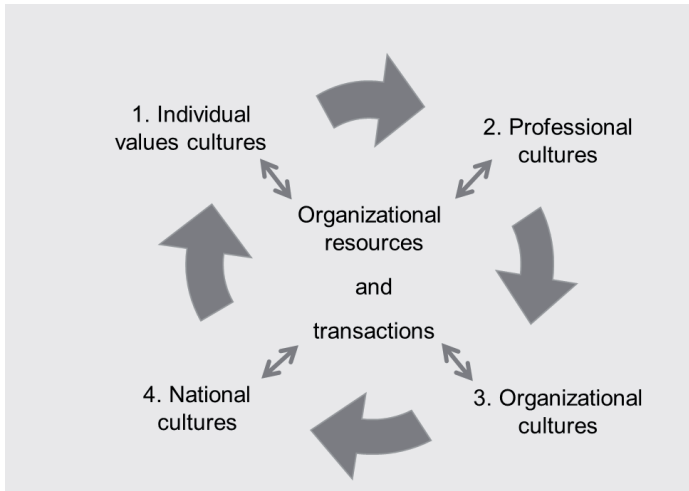 1. Individual
values cultures
2. Professional
cultures
Organizational
resources
and
transactions
4. National
cultures
3. Organizational
cultures